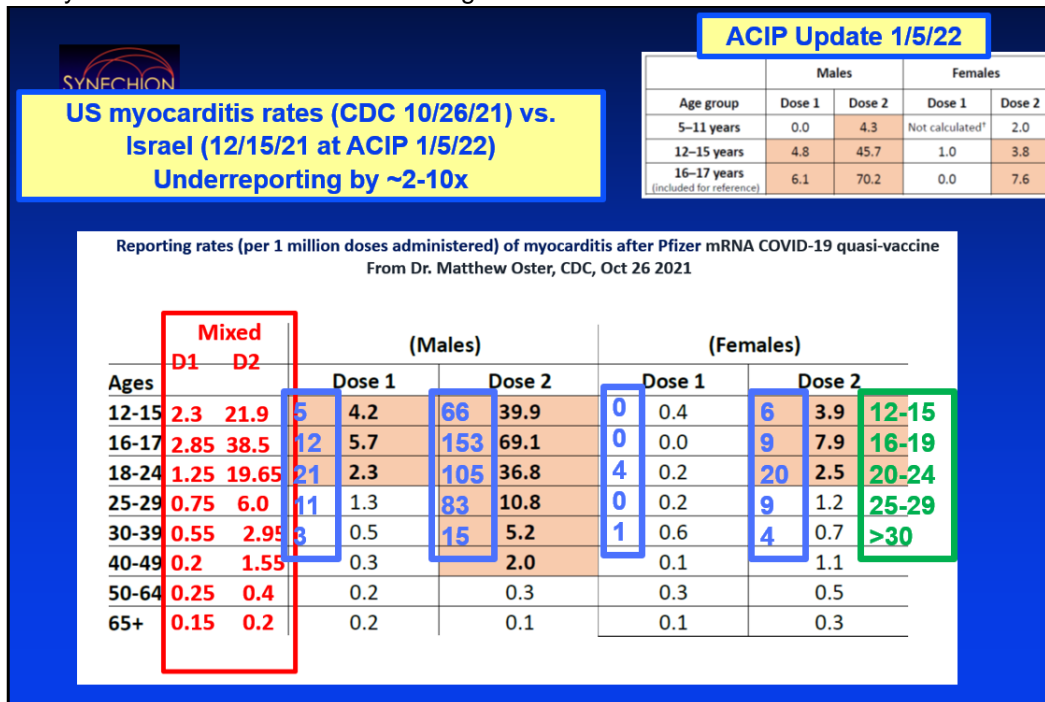 SYNECHION
US myocarditis rates (CDC 10/26/21) vs.
Israel (12/15/21 at ACIP 1/5/22)
Underreporting by ~2-10x
ACIP Update 1/5/22
Males Females
Age group Dose 1 Dose 2 Dose 1 Dose 2
5–11 years 0.0 4.3 Not calculated† 2.0
12–15 years 4.8 45.7 1.0 3.8
16–17 years
(included for reference) 6.1 70.2 0.0 7.6
Reporting rates (per 1 million doses administered) of myocarditis after Pfizer mRNA COVID-19 quasi-vaccine
From Dr. Matthew Oster, CDC, Oct 26 2021
Mixed (Males) (Females)
D1 D2
Ages Dose 1 Dose 2 Dose 1 Dose 2
12-15 2.3 21.9 5 4.2 66 39.9 0 0.4 6 3.9 12-15
16-17 2.85 38.5 12 5.7 153 69.1 0 0.0 9 7.9 16-19
18-24 1.25 19.65 21 2.3 105 36.8 4 0.2 20 2.5 20-24
25-29 0.75 6.0 11 1.3 83 10.8 0 0.2 9 1.2 25-29
30-39 0.55 2.95 3 0.5 15 5.2 1 0.6 4 0.7 >30
40-49 0.2 1.55 0.3 2.0 0.1 1.1
50-64 0.25 0.4 0.2 0.3 0.3 0.5
65+ 0.15 0.2 0.2 0.1 0.1 0.3